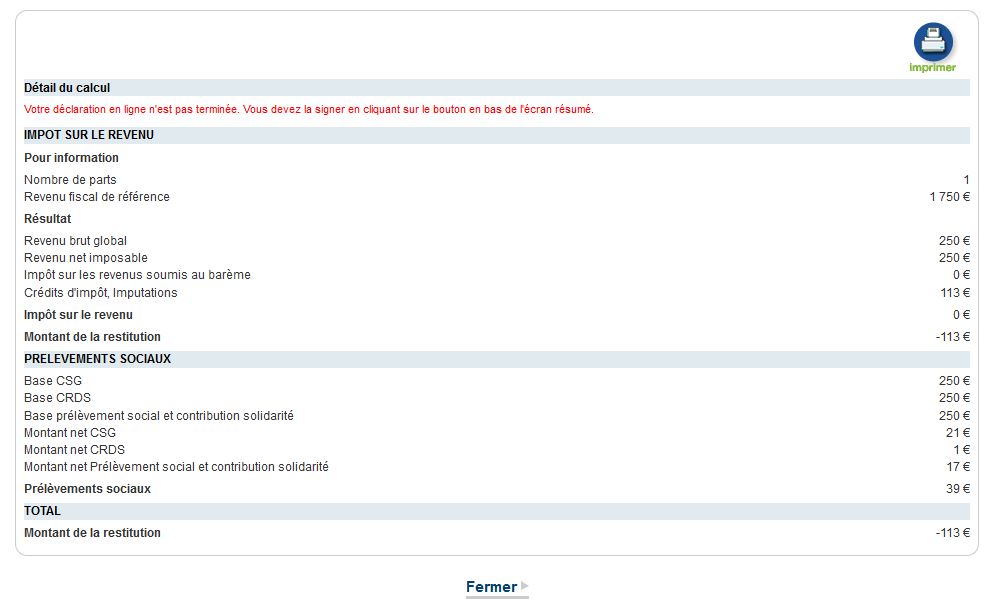 imprimer
Détail du calcul
Votre déclaration en ligne n'est pas terminée. Vous devez la signer en cliquant sur le bouton en bas de l'écran résumé.
IMPOT SUR LE REVENU
Pour information
Nombre de parts 1
Revenu fiscal de référence 1 750 €
Résultat
Revenu brut global 250 €
Revenu net imposable 250 €
Impôt sur les revenus soumis au barème 0 €
Crédits d'impôt, Imputations 113 €
Impôt sur le revenu 0 €
Montant de la restitution -113 €
PRELEVEMENTS SOCIAUX
Base CSG 250 €
Base CRDS 250 €
Base prélèvement social et contribution solidarité 250 €
Montant net CSG 21 €
Montant net CRDS 1 €
Montant net Prélèvement social et contribution solidarité 17 €
Prélèvements sociaux 39 €
TOTAL
Montant de la restitution -113 €
Fermer